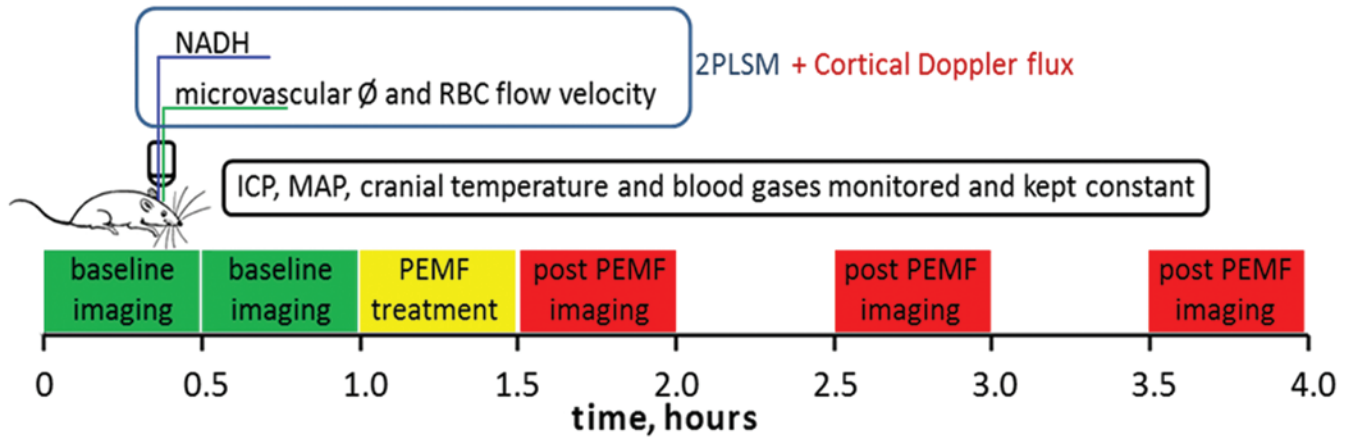 NADH
microvascular Ø and RBC flow velocity
2PLSM + Cortical Doppler flux
ICP, MAP, cranial temperature and blood gases monitored and kept constant
baseline
imaging
baseline
imaging
PEMF
treatment
post PEMF
imaging
post PEMF
imaging
post PEMF
imaging
0 0.5 1.0 1.5 2.0 2.5 3.0 3.5 4.0
time, hours